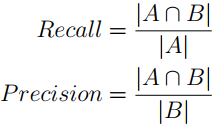 Recall = |A ∩ B| / |A|
Precision = |A ∩ B| / |B|